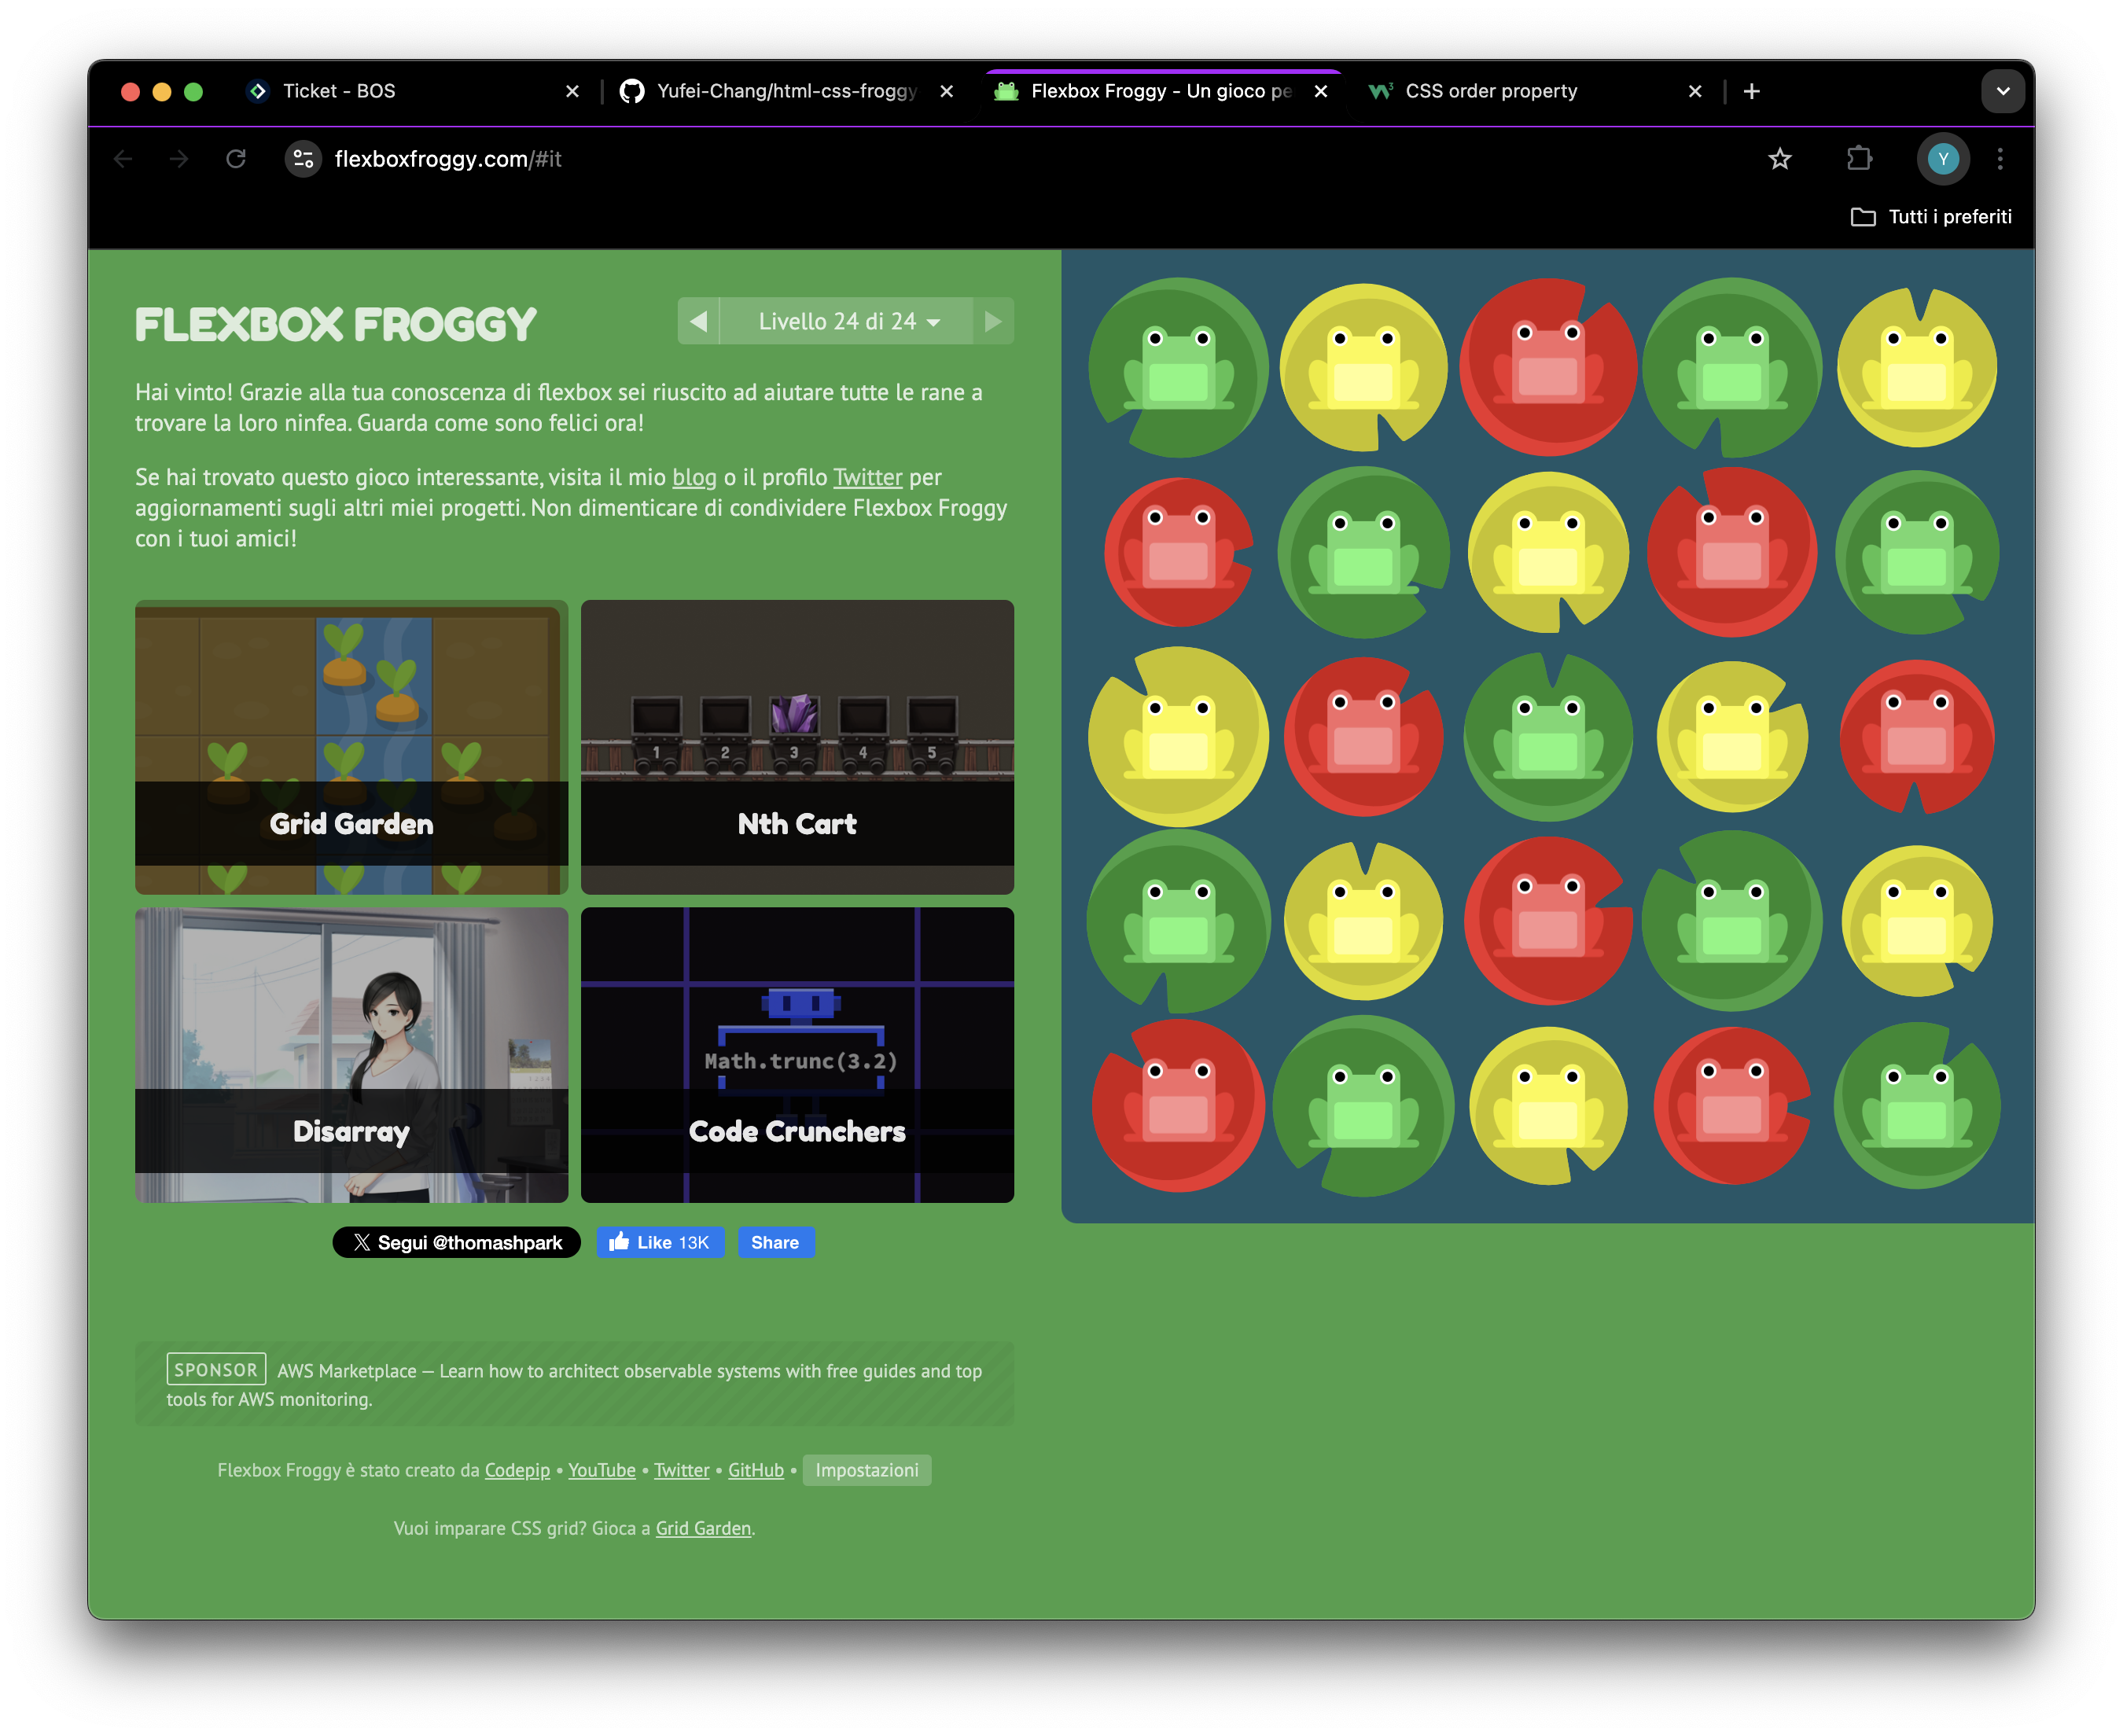 Ticket - BOS
Yufei-Chang/html-css-froggy
Flexbox Froggy - Un gioco pe
CSS order property
flexboxfroggy.com/#it
Y
Tutti i preferiti
FLEXBOX FROGGY
Livello 24 di 24
Hai vinto! Grazie alla tua conoscenza di flexbox sei riuscito ad aiutare tutte le rane a
trovare la loro ninfea. Guarda come sono felici ora!
Se hai trovato questo gioco interessante, visita il mio blog o il profilo Twitter per
aggiornamenti sugli altri miei progetti. Non dimenticare di condividere Flexbox Froggy
con i tuoi amici!
Grid Garden
1 2 3 4 5
Nth Cart
Disarray
Math.trunc(3.2)
Code Crunchers
Segui @thomashpark
Like 13K
Share
SPONSOR AWS Marketplace — Learn how to architect observable systems with free guides and top
tools for AWS monitoring.
Flexbox Froggy è stato creato da Codepip • YouTube • Twitter • GitHub • Impostazioni
Vuoi imparare CSS grid? Gioca a Grid Garden.